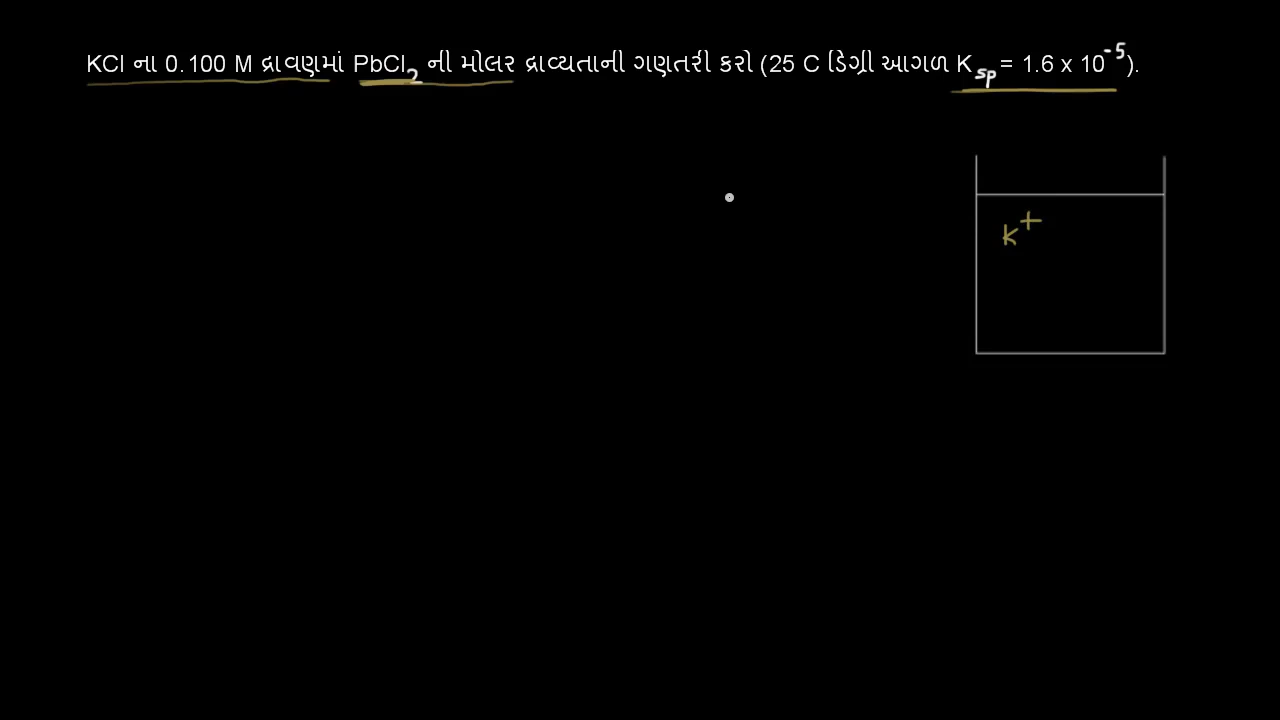 KCl ના 0.100 M દ્રાવણમાં PbCl₂ ની મોલર દ્રાવ્યતાની ગણતરી કરો (25 C ડિગ્રી આગળ Ksp = 1.6 x 10⁻⁵).
K⁺